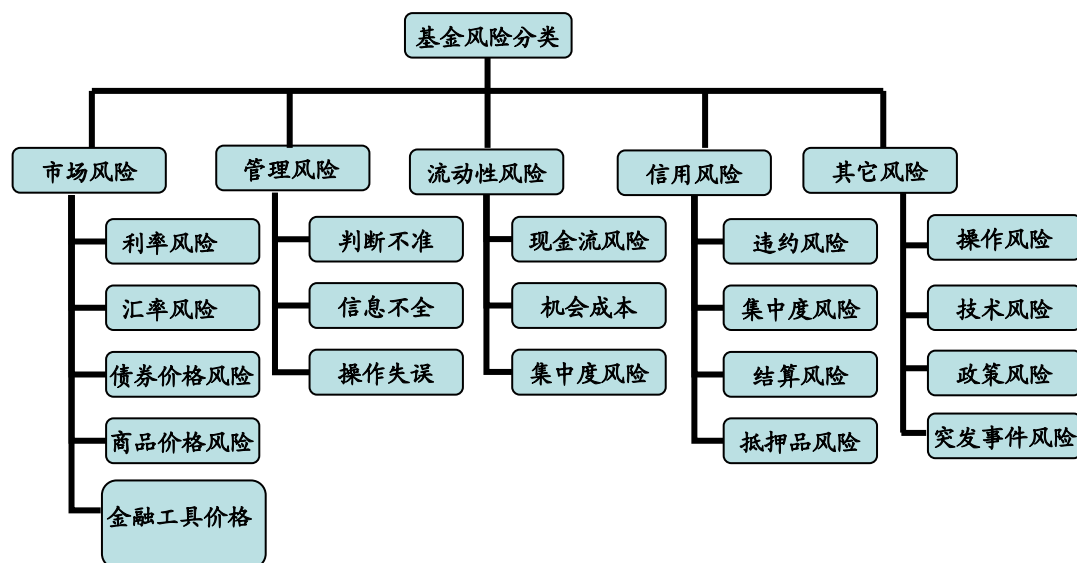 基金风险分类
市场风险
管理风险
流动性风险
信用风险
其它风险
利率风险
汇率风险
债券价格风险
商品价格风险
金融工具价格
判断不准
信息不全
操作失误
现金流风险
机会成本
集中度风险
违约风险
集中度风险
结算风险
抵押品风险
操作风险
技术风险
政策风险
突发事件风险